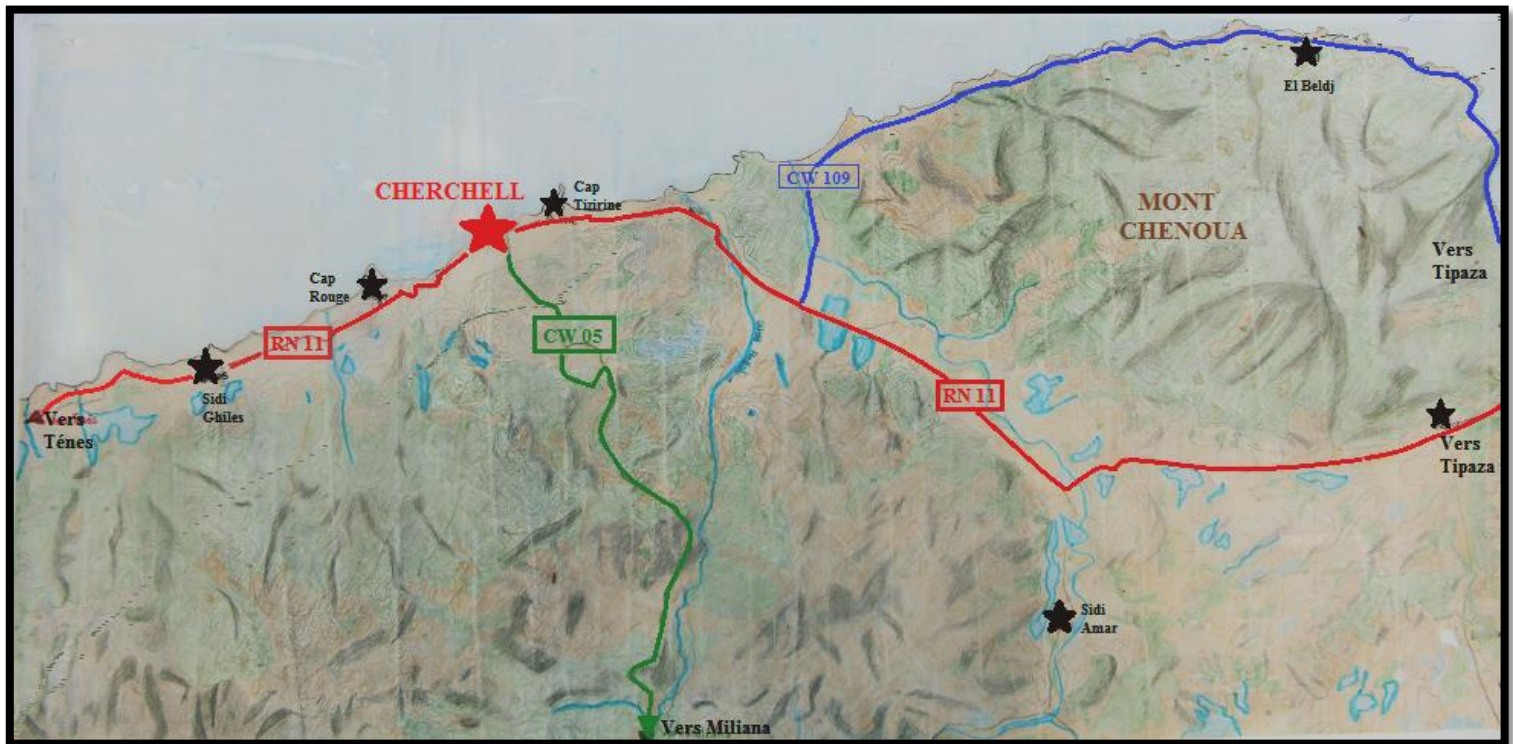 El Beldj
CW 109
CHERCHELL
Cap
Tizirine
MONT
CHENOUA
Vers
Tipaza
Cap
Rouge
RN 11
CW 05
Sidi
Ghiles
RN 11
Vers
Ténes
Vers
Tipaza
Sidi
Amar
Vers Miliana